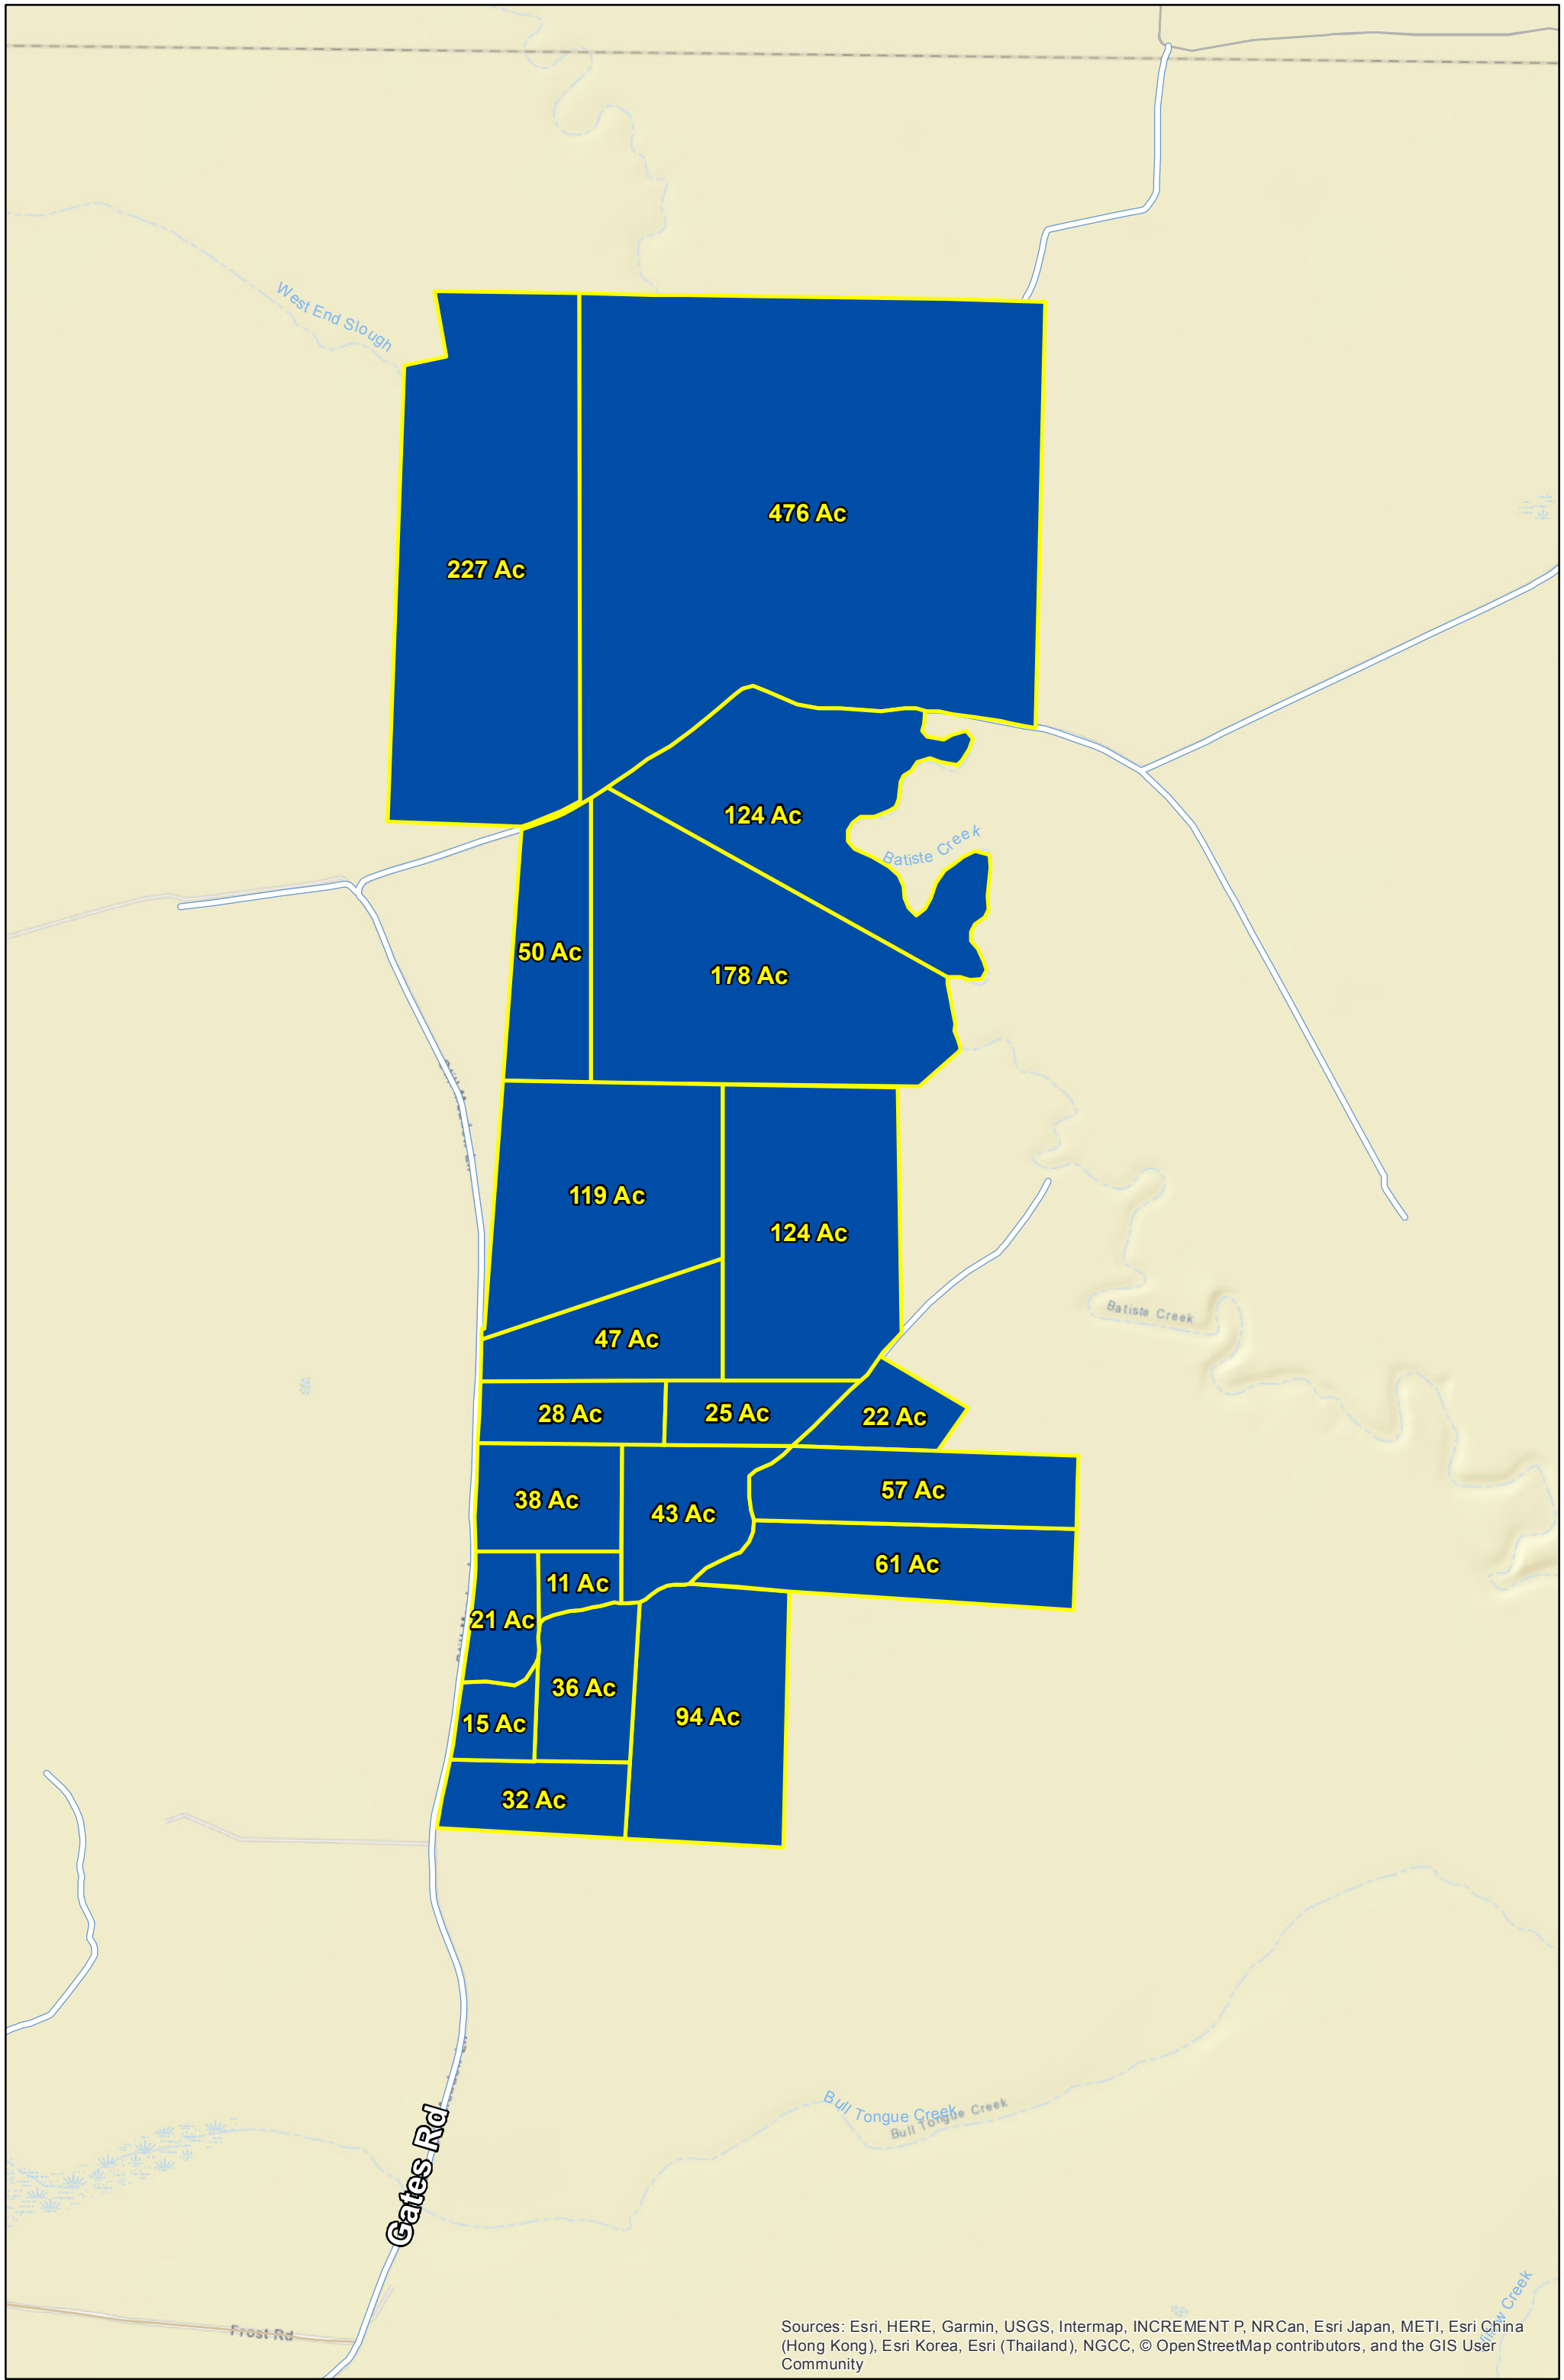 West End Slough
476 Ac
227 Ac
124 Ac
Batiste Creek
50 Ac
178 Ac
119 Ac
124 Ac
Batiste Creek
47 Ac
28 Ac
25 Ac
22 Ac
57 Ac
38 Ac
43 Ac
61 Ac
11 Ac
21 Ac
36 Ac
94 Ac
15 Ac
32 Ac
Bull Tongue Creek
Bull Tongue Creek
Gates Rd
Frost Rd
Creek
Sources: Esri, HERE, Garmin, USGS, Intermap, INCREMENT P, NRCan, Esri Japan, METI, Esri China
(Hong Kong), Esri Korea, Esri (Thailand), NGCC, © OpenStreetMap contributors, and the GIS User
Community